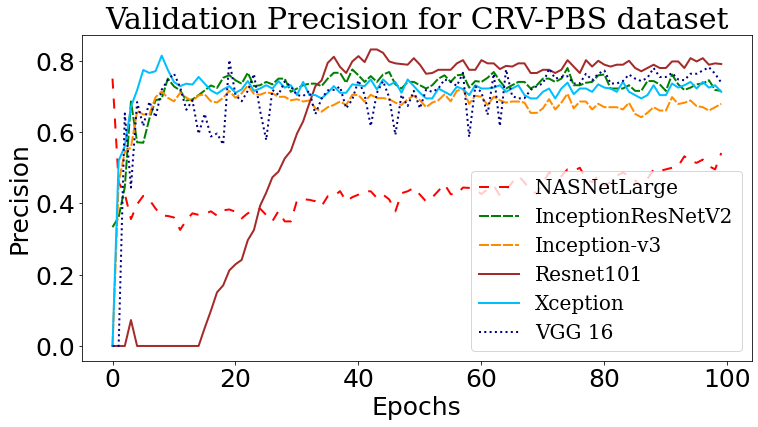 Validation Precision for CRV-PBS dataset
Precision
0.8
0.6
0.4
0.2
0.0
NASNetLarge
InceptionResNetV2
Inception-v3
Resnet101
Xception
VGG 16
0 20 40 60 80 100
Epochs